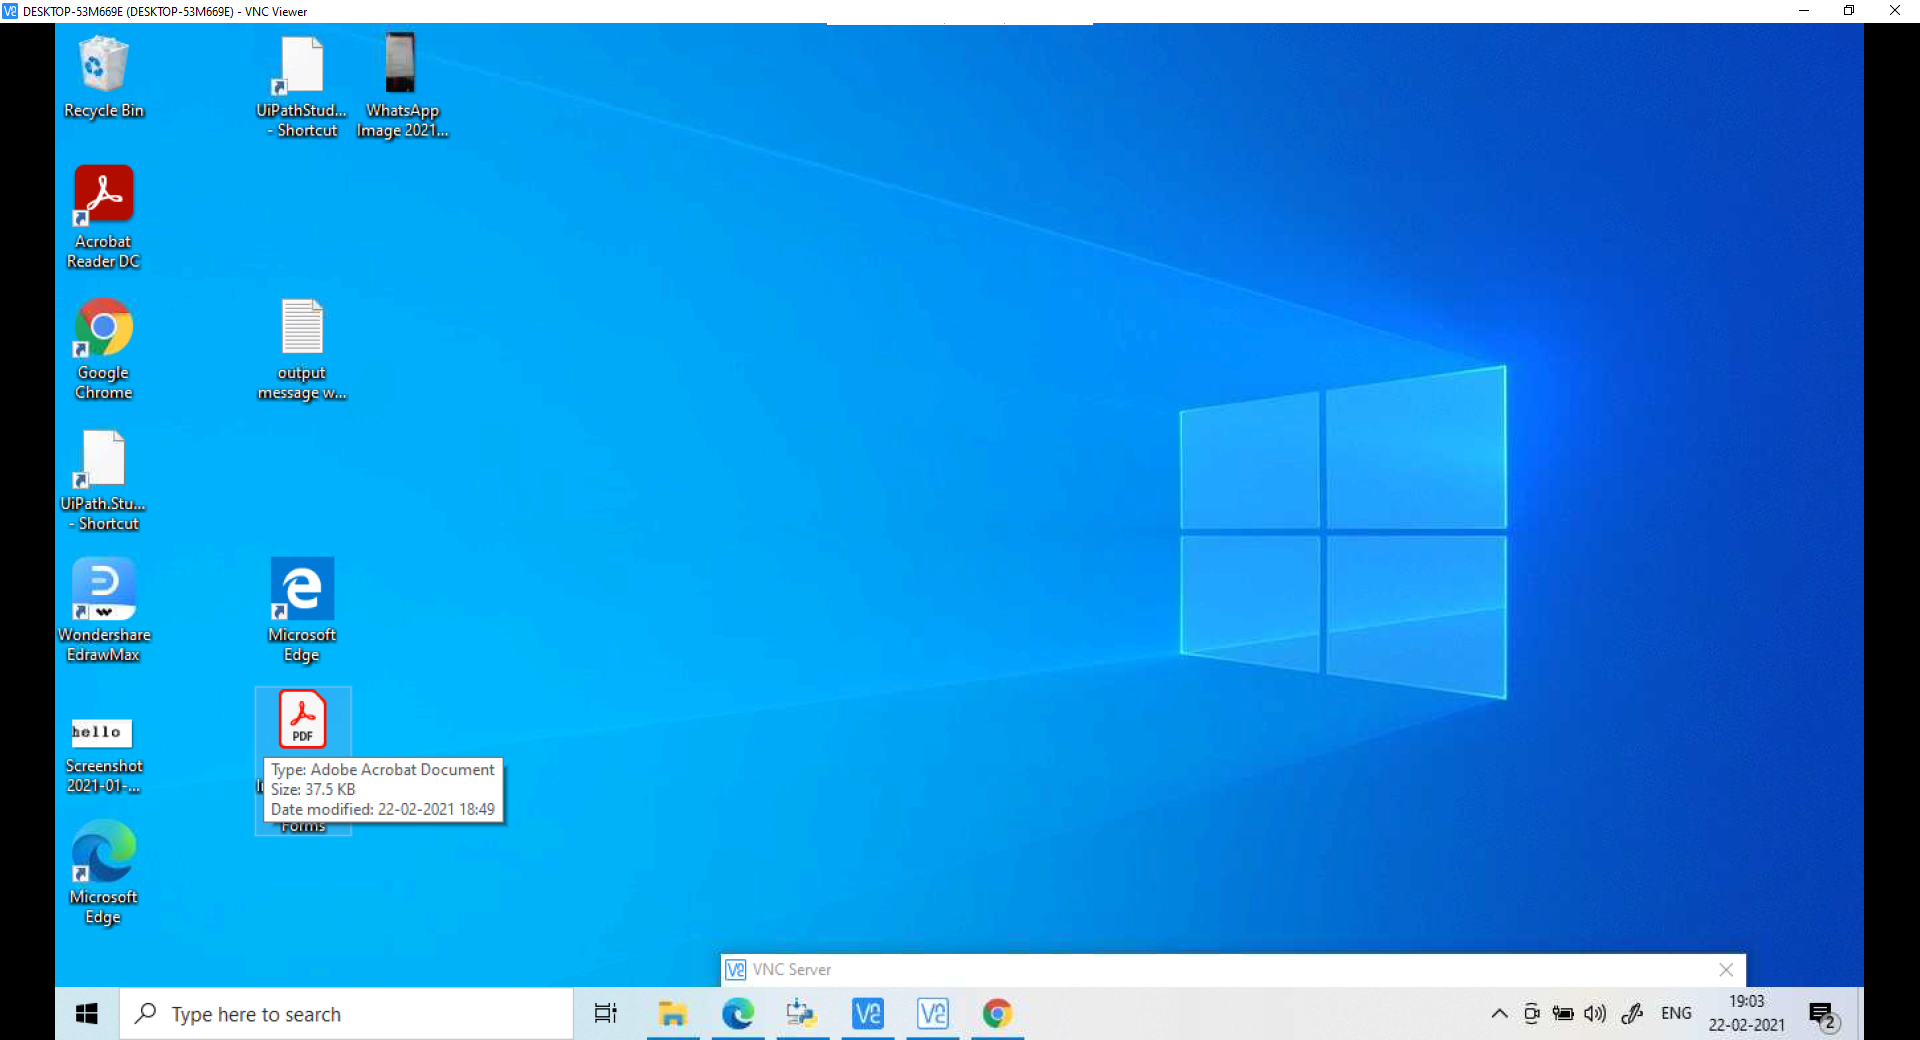 DESKTOP-53M669E (DESKTOP-53M669E) - VNC Viewer
Recycle Bin
UiPathStud...
- Shortcut
WhatsApp
Image 2021...
Acrobat
Reader DC
Google
Chrome
output
message w...
UiPath.Stu...
- Shortcut
Wondershare
EdrawMax
Microsoft
Edge
hello
Screenshot
2021-01-...
PDF
Type: Adobe Acrobat Document
Size: 37.5 KB
Date modified: 22-02-2021 18:49
Forms
Microsoft
Edge
VNC Server
Type here to search
ENG
19:03
22-02-2021
2